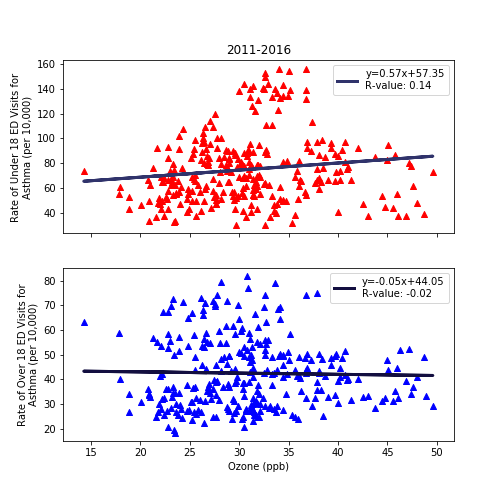 2011-2016
Rate of Under 18 ED Visits for
Asthma (per 10,000)
160
140
120
100
80
60
40
y=0.57x+57.35
R-value: 0.14
Rate of Over 18 ED Visits for
Asthma (per 10,000)
80
70
60
50
40
30
20
y=-0.05x+44.05
R-value: -0.02
15 20 25 30 35 40 45 50
Ozone (ppb)